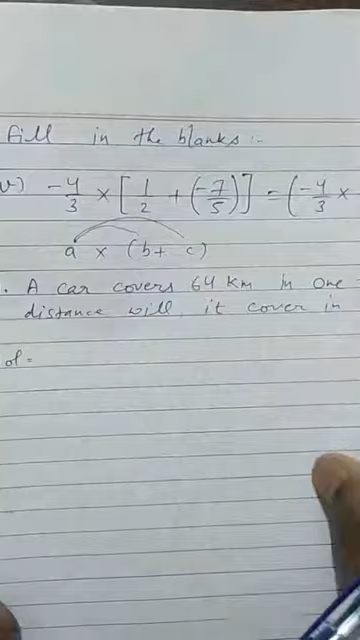 Fill in the blanks :-
v) -4/3 × [1/2 + (-7/5)] = (-4/3 ×
a × (b + c)
. A car covers 64 km in one
distance will it cover in
ol =